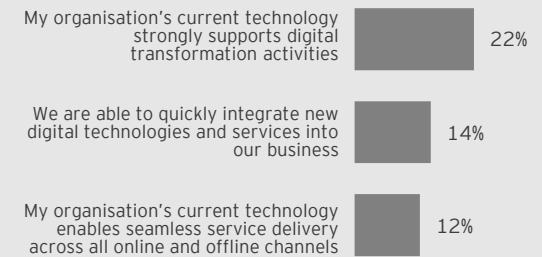 My organisation's current technology
strongly supports digital
transformation activities
22%
We are able to quickly integrate new
digital technologies and services into
our business
14%
My organisation's current technology
enables seamless service delivery
across all online and offline channels
12%